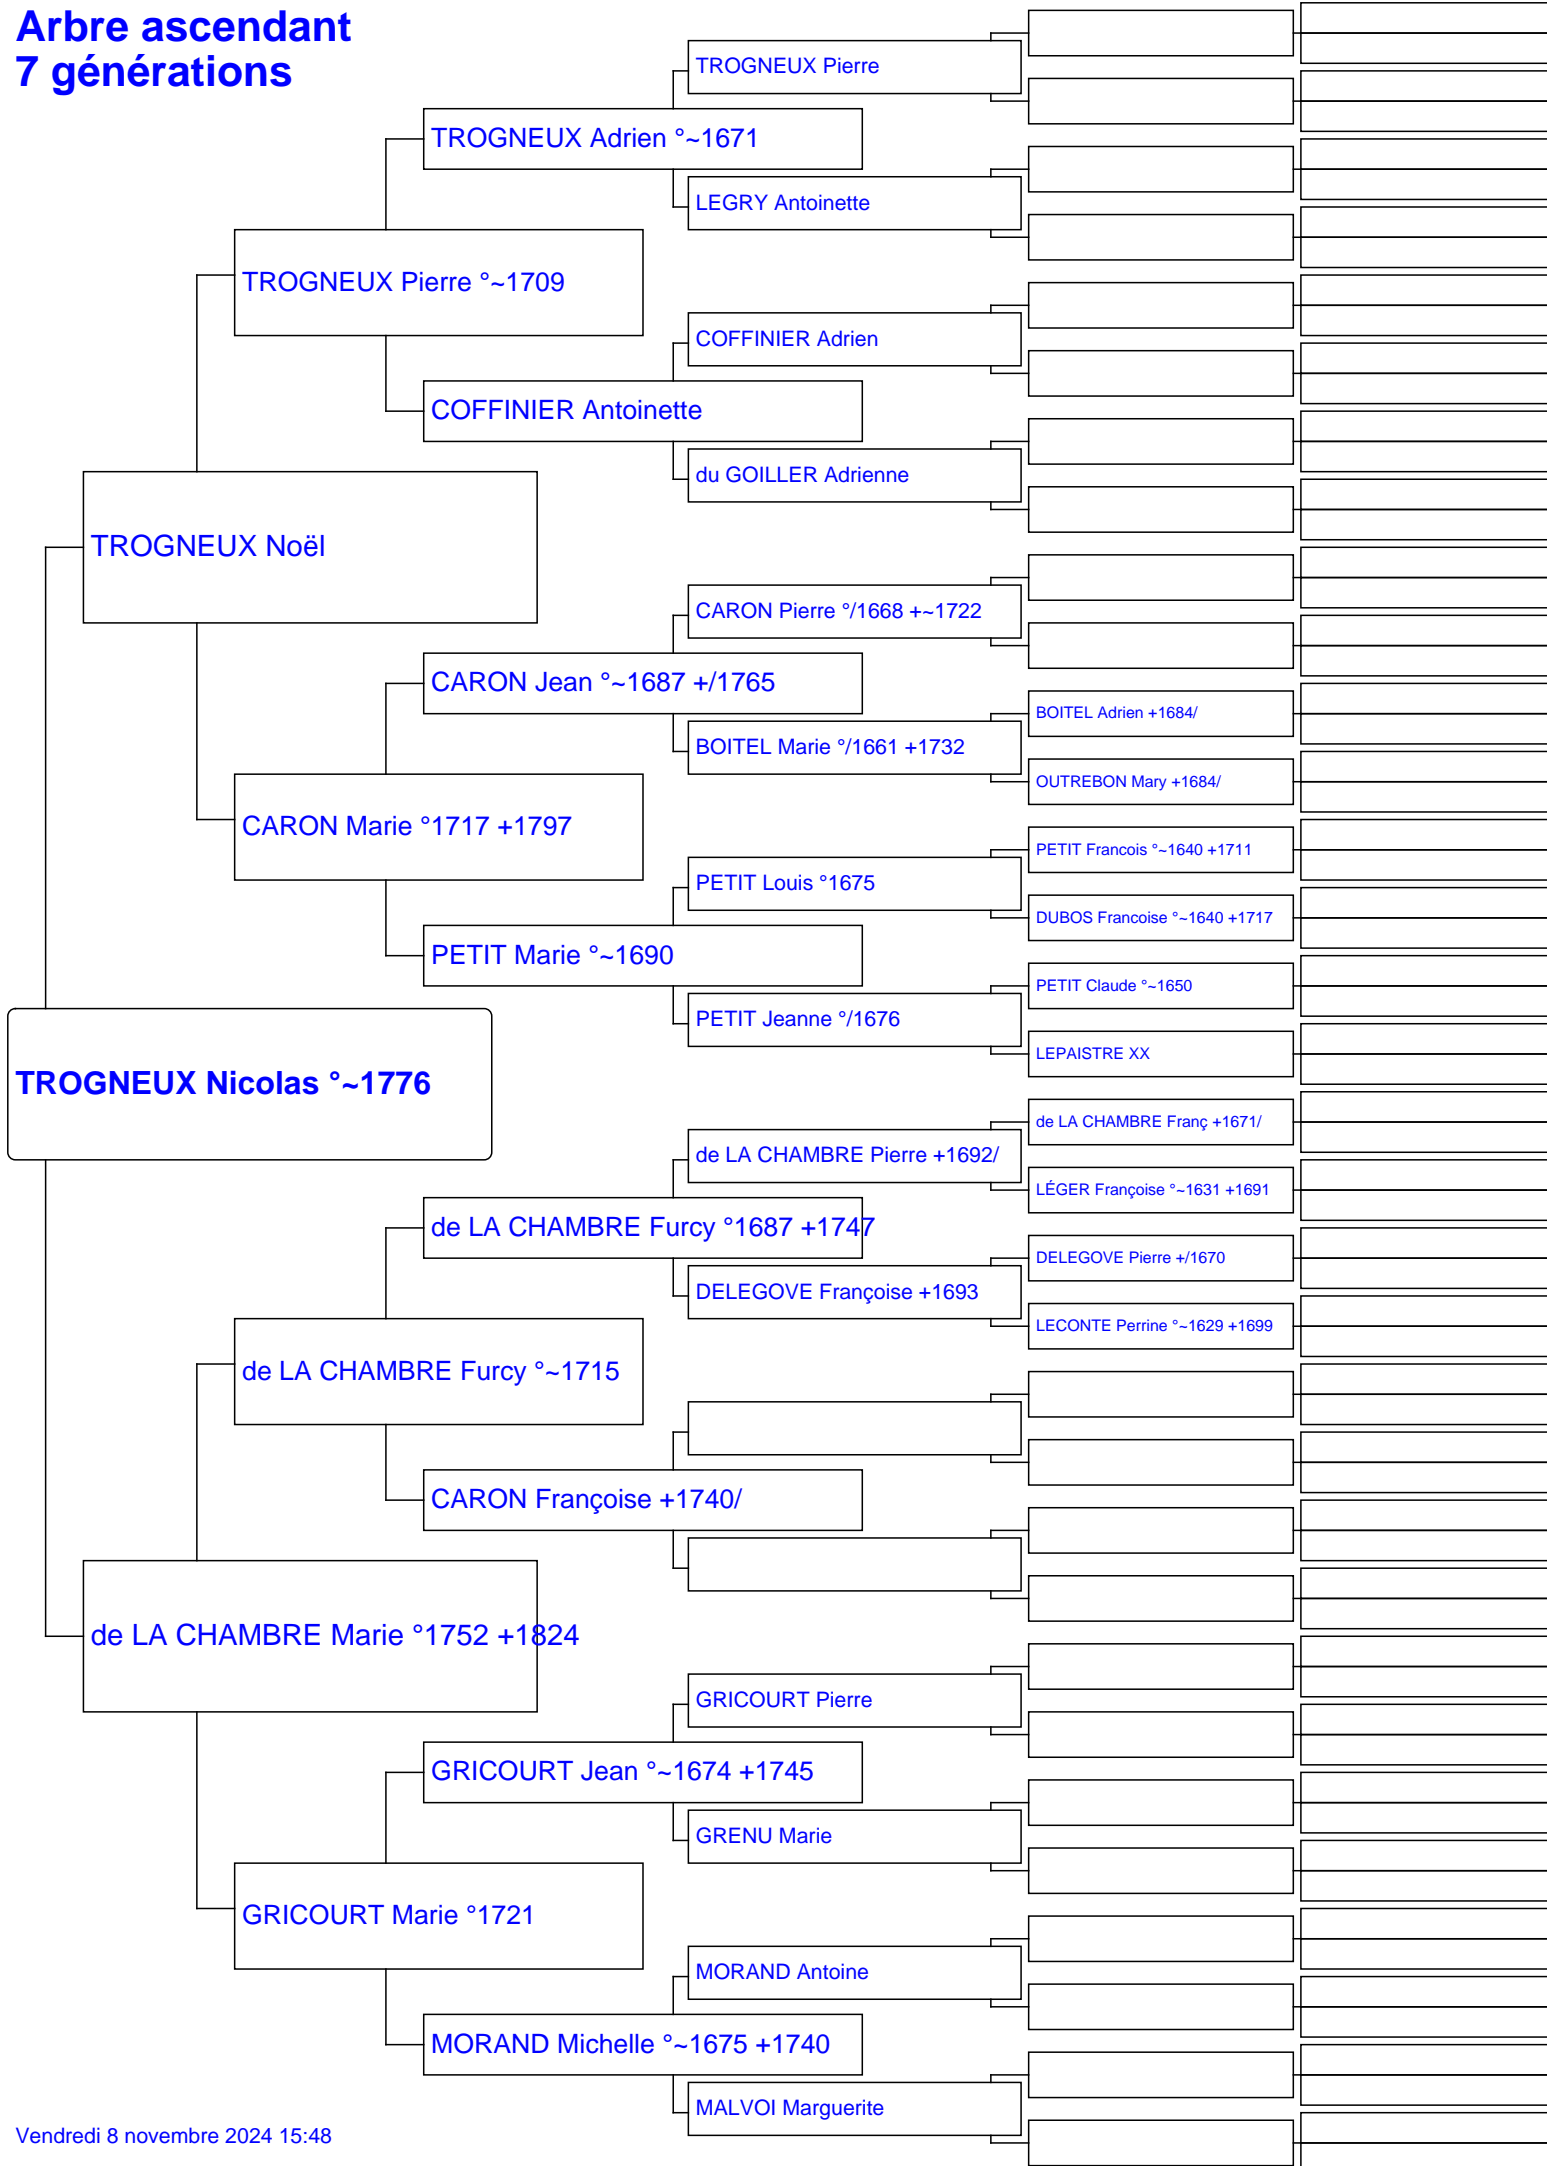 Arbre ascendant
7 générations
TROGNEUX Pierre
TROGNEUX Adrien °~1671
LEGRY Antoinette
TROGNEUX Pierre °~1709
COFFINIER Adrien
COFFINIER Antoinette
du GOILLER Adrienne
TROGNEUX Noël
CARON Pierre °/1668 +~1722
CARON Jean °~1687 +/1765
BOITEL Adrien +1684/
BOITEL Marie °/1661 +1732
OUTREBON Mary +1684/
CARON Marie °1717 +1797
PETIT Francois °~1640 +1711
PETIT Louis °1675
DUBOS Francoise °~1640 +1717
PETIT Marie °~1690
PETIT Claude °~1650
PETIT Jeanne °/1676
LEPAISTRE XX
TROGNEUX Nicolas °~1776
de LA CHAMBRE Franç +1671/
de LA CHAMBRE Pierre +1692/
LÉGER Françoise °~1631 +1691
de LA CHAMBRE Furcy °1687 +1747
DELEGOVE Pierre +/1670
DELEGOVE Françoise +1693
LECONTE Perrine °~1629 +1699
de LA CHAMBRE Furcy °~1715
CARON Françoise +1740/
de LA CHAMBRE Marie °1752 +1824
GRICOURT Pierre
GRICOURT Jean °~1674 +1745
GRENU Marie
GRICOURT Marie °1721
MORAND Antoine
MORAND Michelle °~1675 +1740
MALVOI Marguerite
Vendredi 8 novembre 2024 15:48